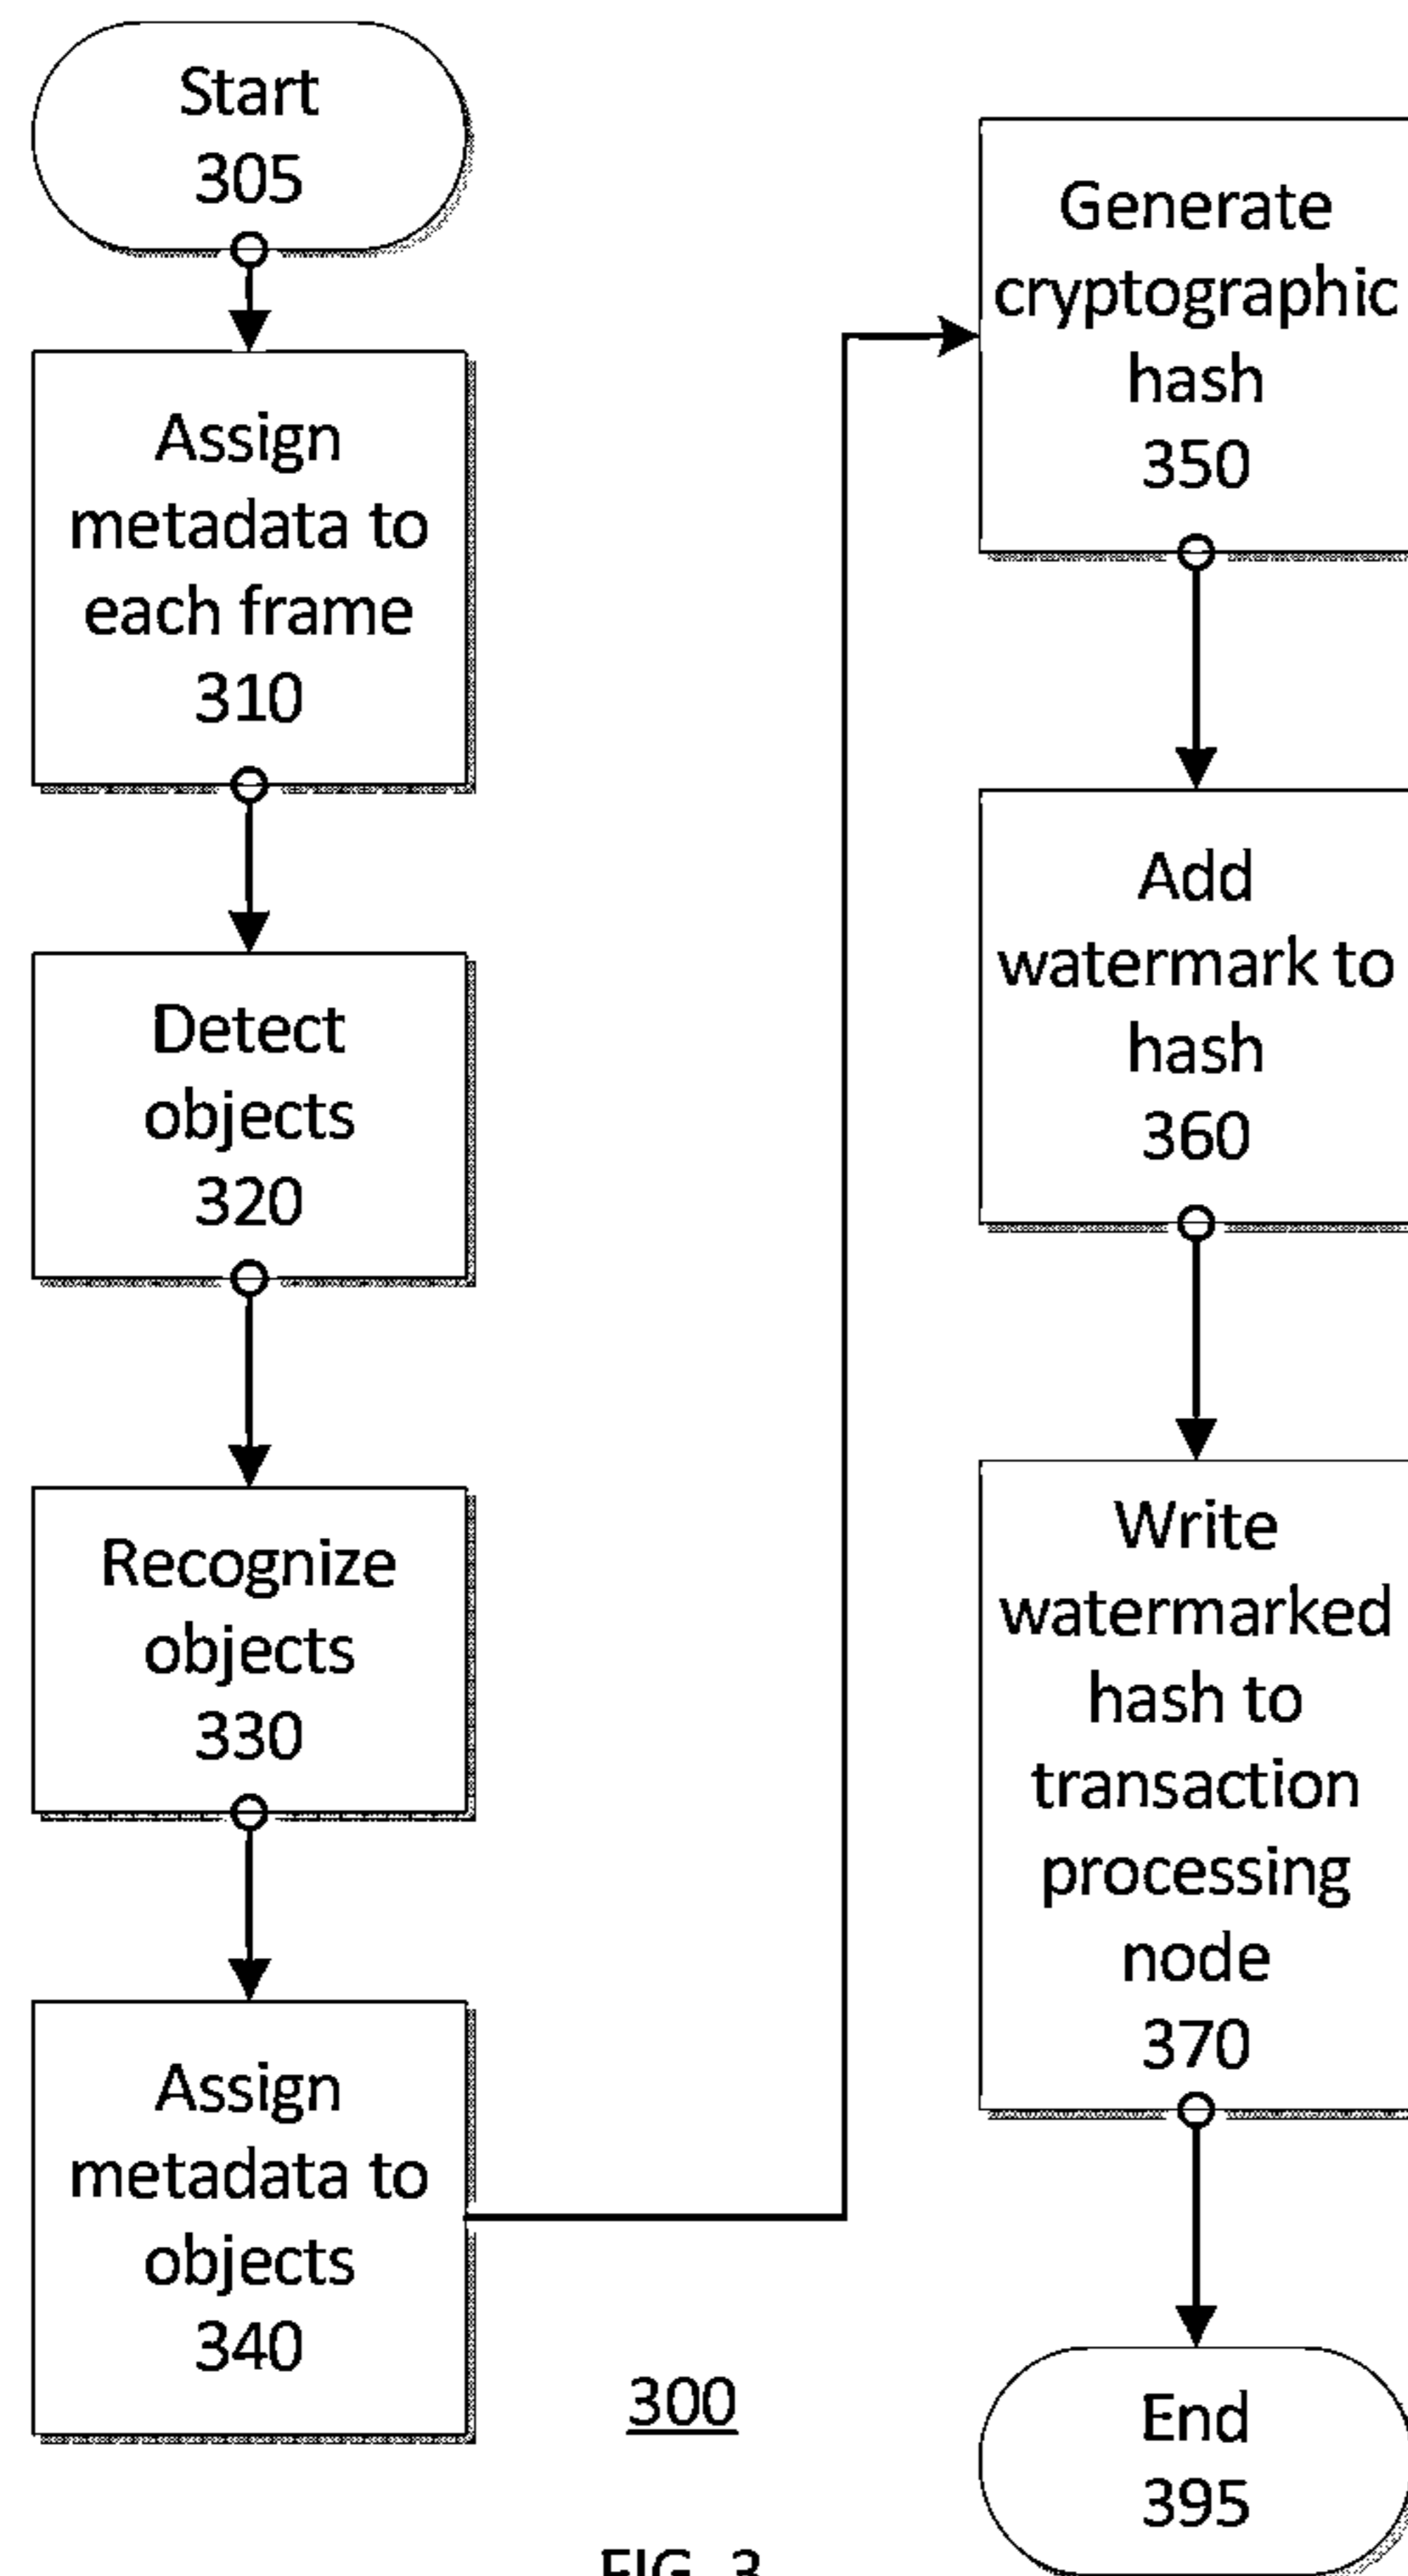 Start
305
Assign
metadata to
each frame
310
Detect
objects
320
Recognize
objects
330
Assign
metadata to
objects
340
Generate
cryptographic
hash
350
Add
watermark to
hash
360
Write
watermarked
hash to
transaction
processing
node
370
End
395
300
FIG. 3